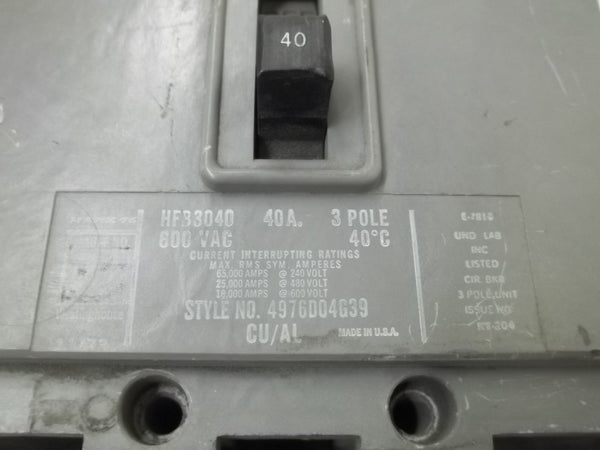 40
HFB3040 40A. 3 POLE
600 VAC 40°C
CURRENT INTERRUPTING RATINGS
MAX. RMS SYM. AMPERES
65,000 AMPS @ 240 VOLT
25,000 AMPS @ 480 VOLT
18,000 AMPS @ 600 VOLT
STYLE NO. 4976D04G39
CU/AL MADE IN U.S.A.
UND LAB
INC
LISTED
CIR. BKR
3 POLE UNIT
ISSUE NO